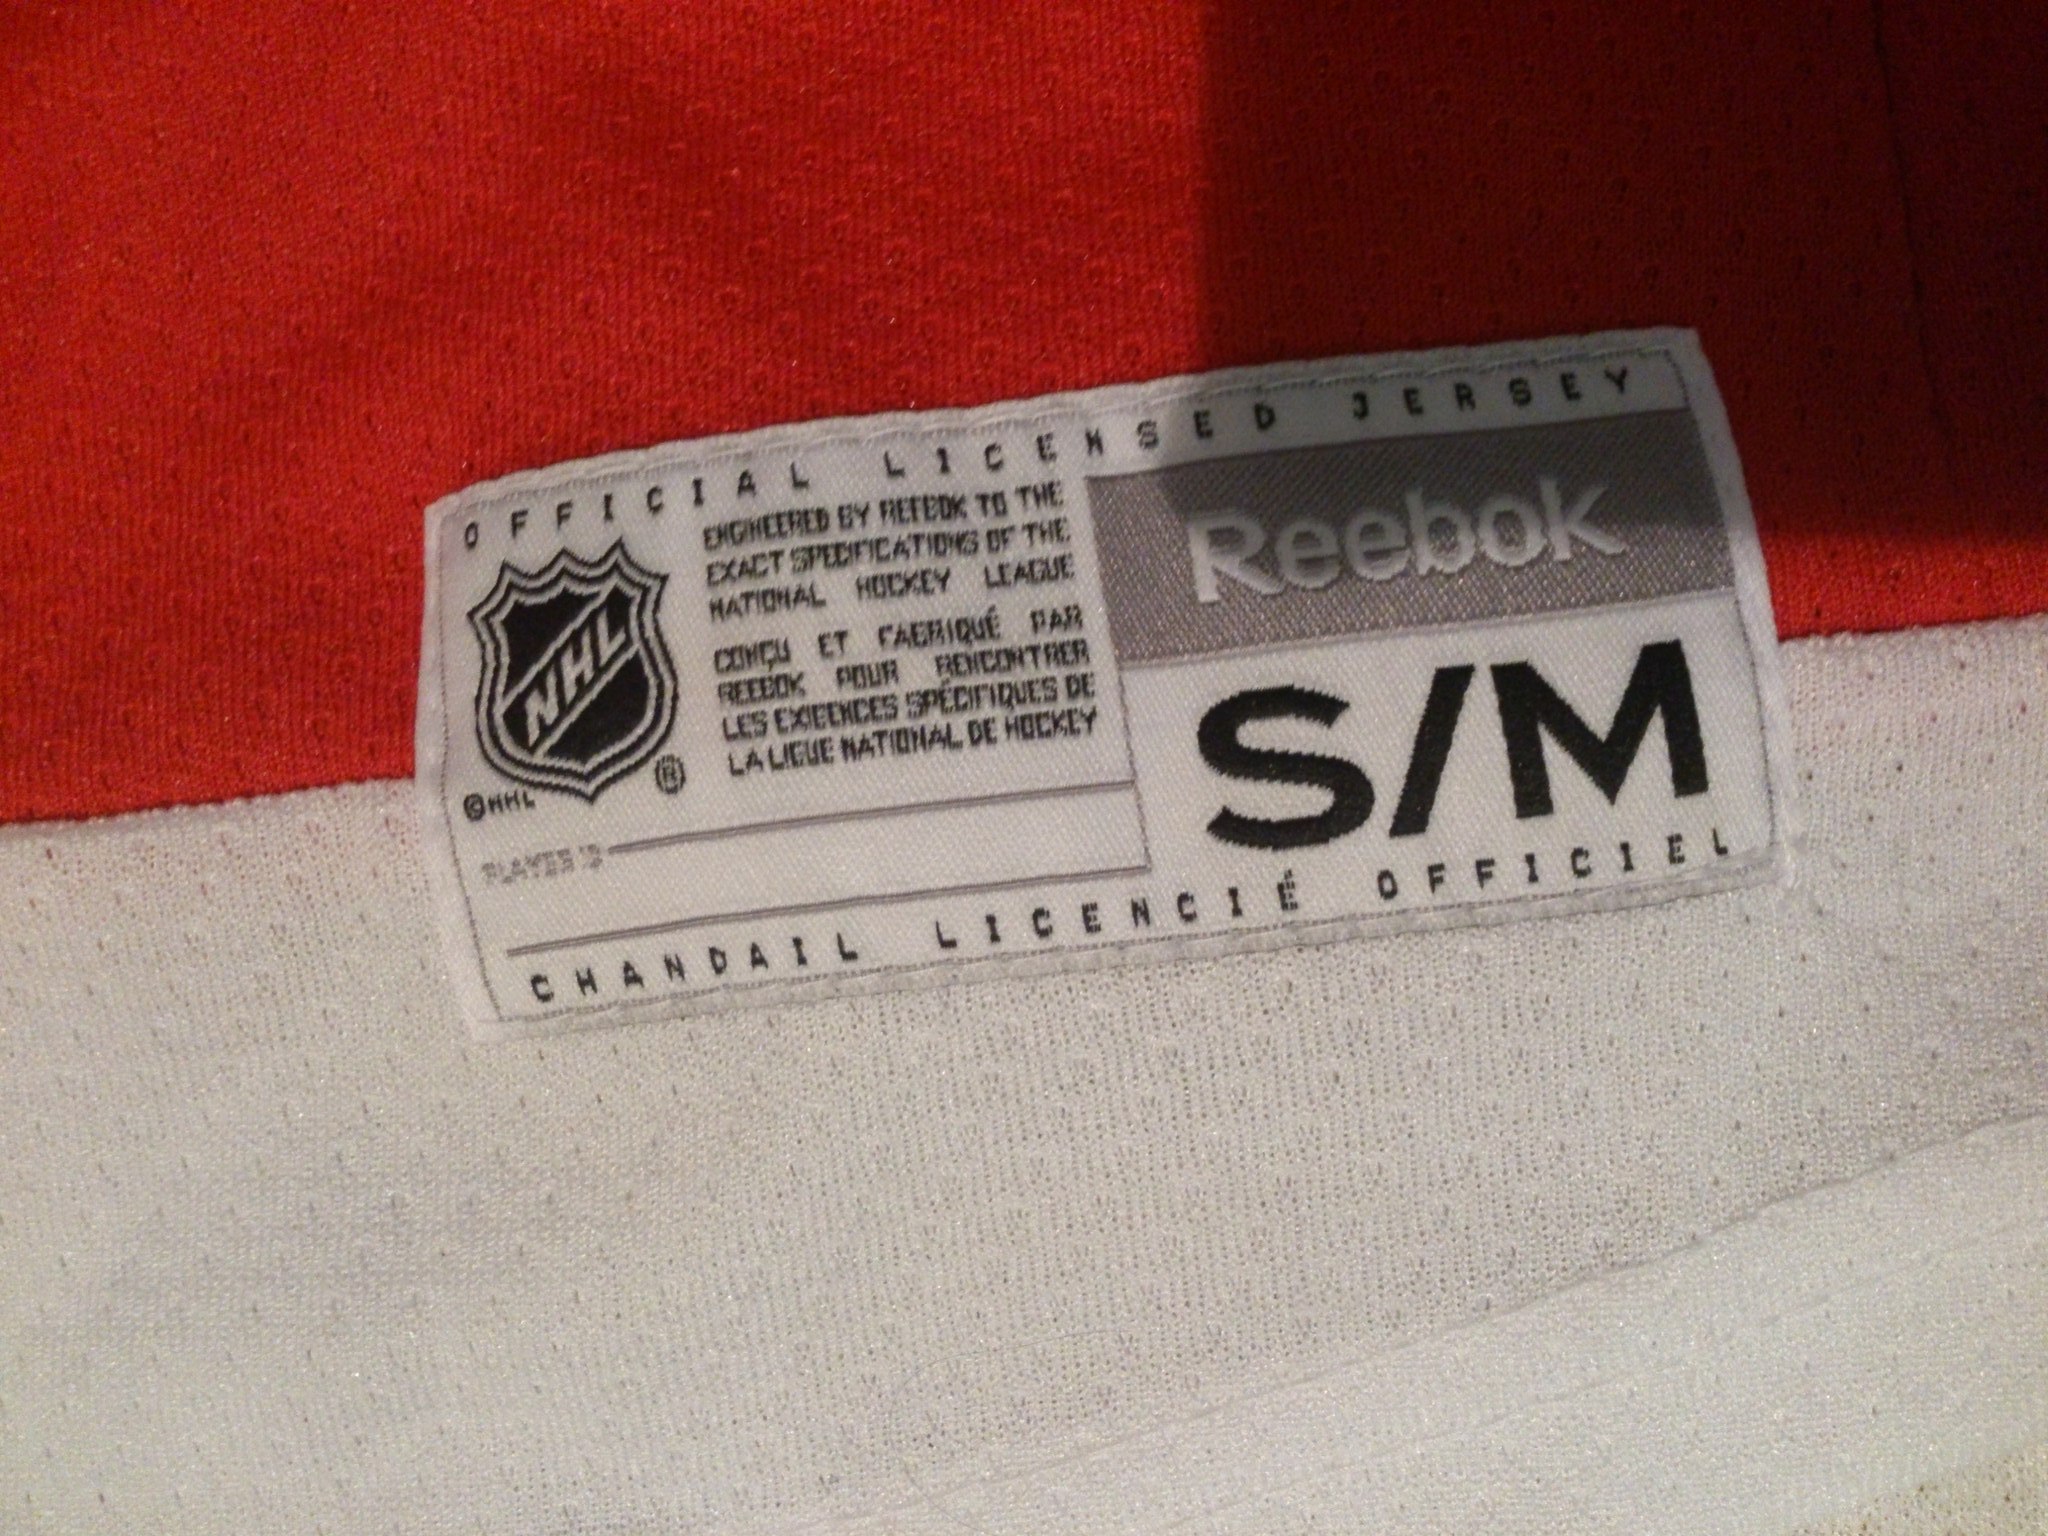 OFFICIAL LICENSED JERSEY
NHL
®
©NHL
ENGINEERED BY REEBOK TO THE
EXACT SPECIFICATIONS OF THE
NATIONAL HOCKEY LEAGUE
CONÇU ET FABRIQUÉ PAR
REEBOK POUR RENCONTRER
LES EXIGENCES SPÉCIFIQUES DE
LA LIGUE NATIONAL DE HOCKEY
PLAYER ID
Reebok
S/M
CHANDAIL LICENCIÉ OFFICIEL